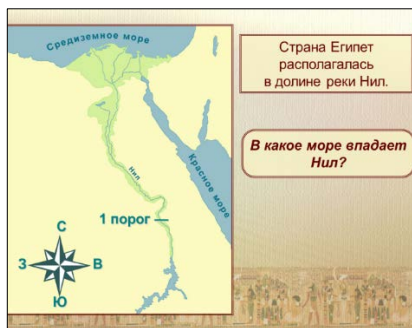 Средиземное море
Страна Египет
располагалась
в долине реки Нил.
В какое море впадает
Нил?
Нил
Красное море
1 порог
С
З
В
Ю